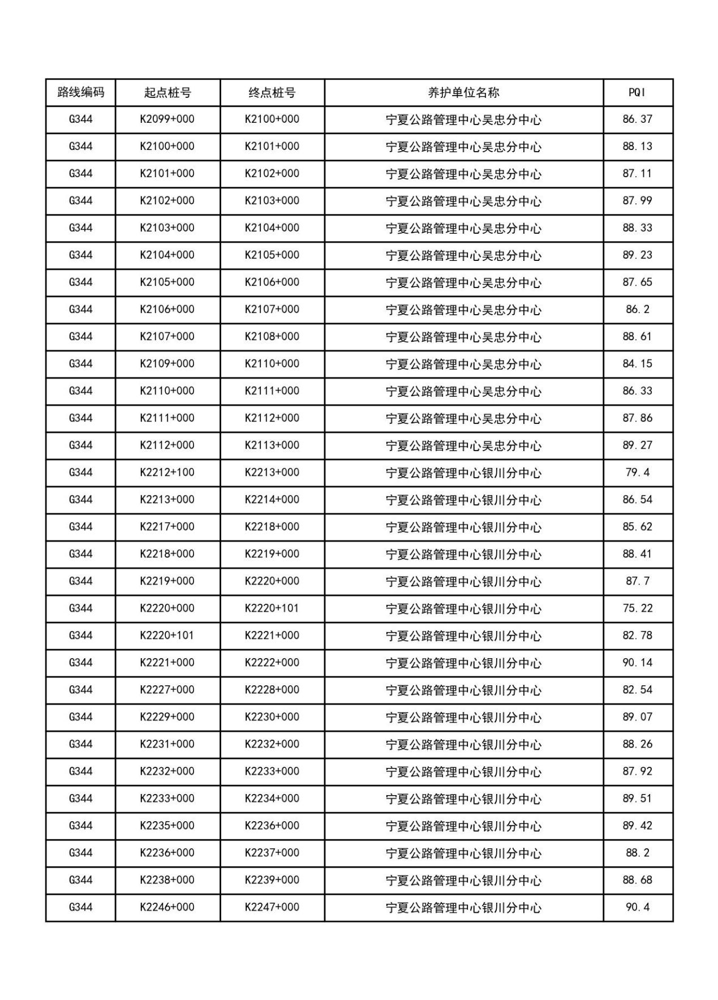 路线编码 起点桩号 终点桩号 养护单位名称 PQI
G344 K2099+000 K2100+000 宁夏公路管理中心吴忠分中心 86.37
G344 K2100+000 K2101+000 宁夏公路管理中心吴忠分中心 88.13
G344 K2101+000 K2102+000 宁夏公路管理中心吴忠分中心 87.11
G344 K2102+000 K2103+000 宁夏公路管理中心吴忠分中心 87.99
G344 K2103+000 K2104+000 宁夏公路管理中心吴忠分中心 88.33
G344 K2104+000 K2105+000 宁夏公路管理中心吴忠分中心 89.23
G344 K2105+000 K2106+000 宁夏公路管理中心吴忠分中心 87.65
G344 K2106+000 K2107+000 宁夏公路管理中心吴忠分中心 86.2
G344 K2107+000 K2108+000 宁夏公路管理中心吴忠分中心 88.61
G344 K2109+000 K2110+000 宁夏公路管理中心吴忠分中心 84.15
G344 K2110+000 K2111+000 宁夏公路管理中心吴忠分中心 86.33
G344 K2111+000 K2112+000 宁夏公路管理中心吴忠分中心 87.86
G344 K2112+000 K2113+000 宁夏公路管理中心吴忠分中心 89.27
G344 K2212+100 K2213+000 宁夏公路管理中心银川分中心 79.4
G344 K2213+000 K2214+000 宁夏公路管理中心银川分中心 86.54
G344 K2217+000 K2218+000 宁夏公路管理中心银川分中心 85.62
G344 K2218+000 K2219+000 宁夏公路管理中心银川分中心 88.41
G344 K2219+000 K2220+000 宁夏公路管理中心银川分中心 87.7
G344 K2220+000 K2220+101 宁夏公路管理中心银川分中心 75.22
G344 K2220+101 K2221+000 宁夏公路管理中心银川分中心 82.78
G344 K2221+000 K2222+000 宁夏公路管理中心银川分中心 90.14
G344 K2227+000 K2228+000 宁夏公路管理中心银川分中心 82.54
G344 K2229+000 K2230+000 宁夏公路管理中心银川分中心 89.07
G344 K2231+000 K2232+000 宁夏公路管理中心银川分中心 88.26
G344 K2232+000 K2233+000 宁夏公路管理中心银川分中心 87.92
G344 K2233+000 K2234+000 宁夏公路管理中心银川分中心 89.51
G344 K2235+000 K2236+000 宁夏公路管理中心银川分中心 89.42
G344 K2236+000 K2237+000 宁夏公路管理中心银川分中心 88.2
G344 K2238+000 K2239+000 宁夏公路管理中心银川分中心 88.68
G344 K2246+000 K2247+000 宁夏公路管理中心银川分中心 90.4